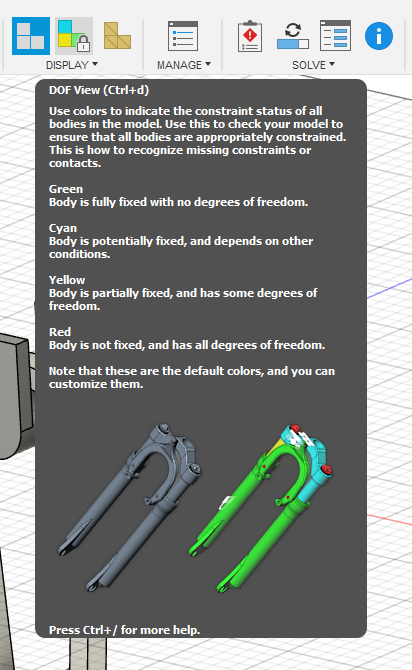 DISPLAY
MANAGE
SOLVE
DOF View (Ctrl+d)
Use colors to indicate the constraint status of all
bodies in the model. Use this to check your model to
ensure that all bodies are appropriately constrained.
This is how to recognize missing constraints or
contacts.
Green
Body is fully fixed with no degrees of freedom.
Cyan
Body is potentially fixed, and depends on other
conditions.
Yellow
Body is partially fixed, and has some degrees of
freedom.
Red
Body is not fixed, and has all degrees of freedom.
Note that these are the default colors, and you can
customize them.
Press Ctrl+/ for more help.